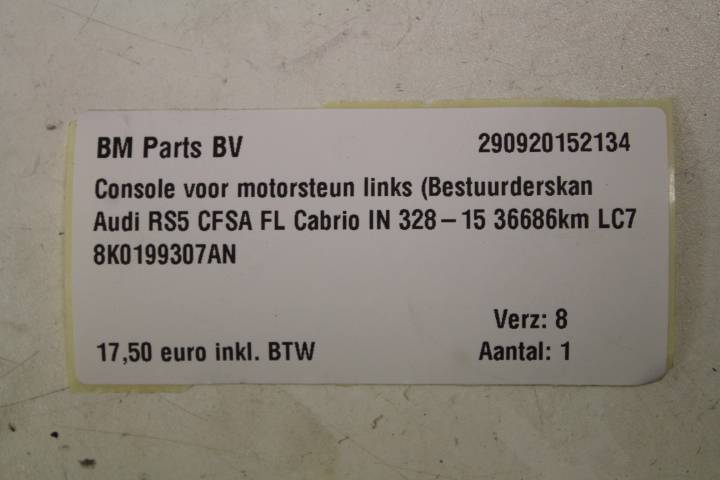 BM Parts BV 290920152134
Console voor motorsteun links (Bestuurderskan
Audi RS5 CFSA FL Cabrio IN 328-15 36686km LC7
8K0199307AN
Verz: 8
17,50 euro inkl. BTW Aantal: 1